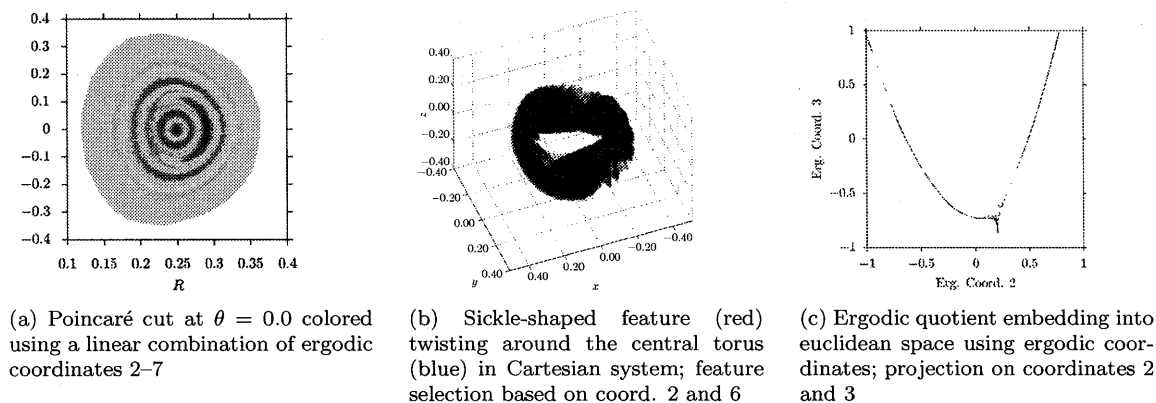 0.4
0.3
0.2
0.1
0
−0.1
−0.2
−0.3
−0.4
0.1 0.15 0.2 0.25 0.3 0.35 0.4
R
0.40
0.20
0.00
−0.20
−0.40
z
−0.40
−0.20
0.00
0.20
0.40
y
0.40
0.20
0.00
−0.20
−0.40
x
1
0.5
0
−0.5
−1
Erg. Coord. 3
−1 −0.5 0 0.5 1
Erg. Coord. 2
(a) Poincaré cut at θ = 0.0 colored
using a linear combination of ergodic
coordinates 2–7
(b) Sickle-shaped feature (red)
twisting around the central torus
(blue) in Cartesian system; feature
selection based on coord. 2 and 6
(c) Ergodic quotient embedding into
euclidean space using ergodic coor-
dinates; projection on coordinates 2
and 3